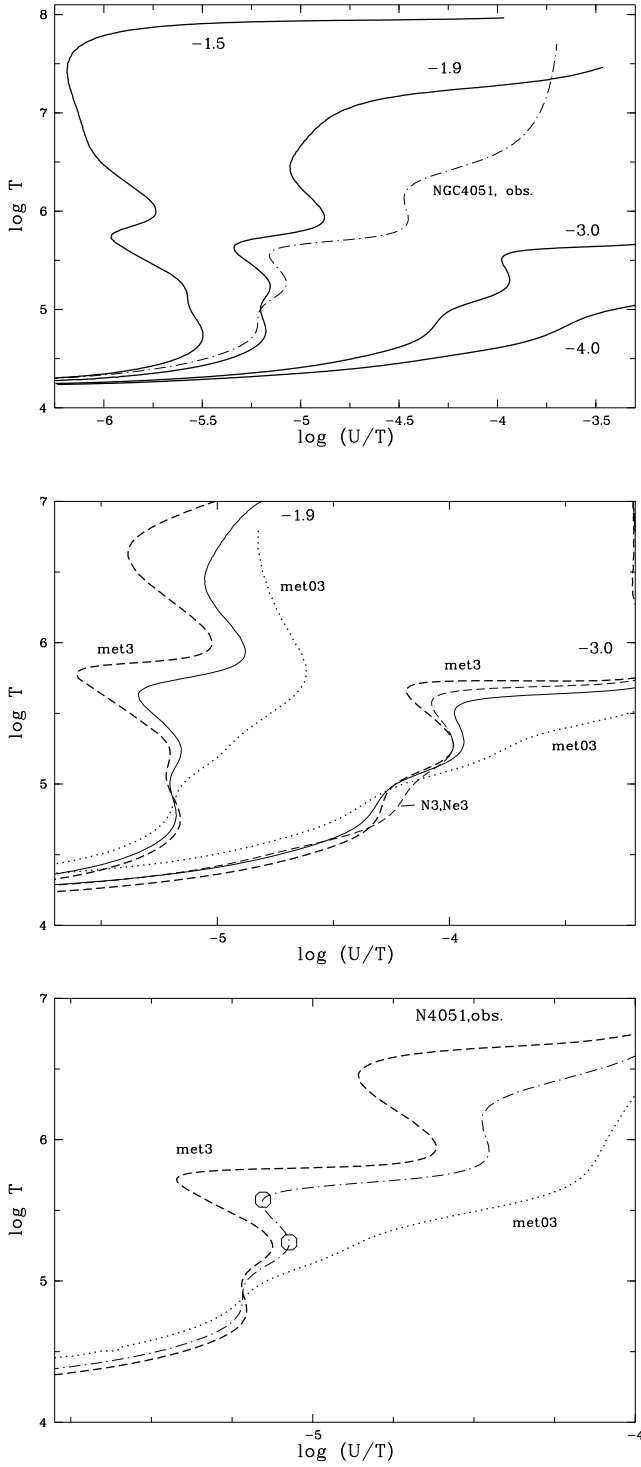 8
−1.5
−1.9
7
log T
NGC4051, obs.
6
−3.0
5
−4.0
4
−6 −5.5 −5 −4.5 −4 −3.5
log (U/T)
7
−1.9
met03
met3
6
met3
−3.0
log T
met03
5
N3,Ne3
4
−5 −4
log (U/T)
7
N4051,obs.
met3
6
log T
met03
5
4
−5 −4
log (U/T)